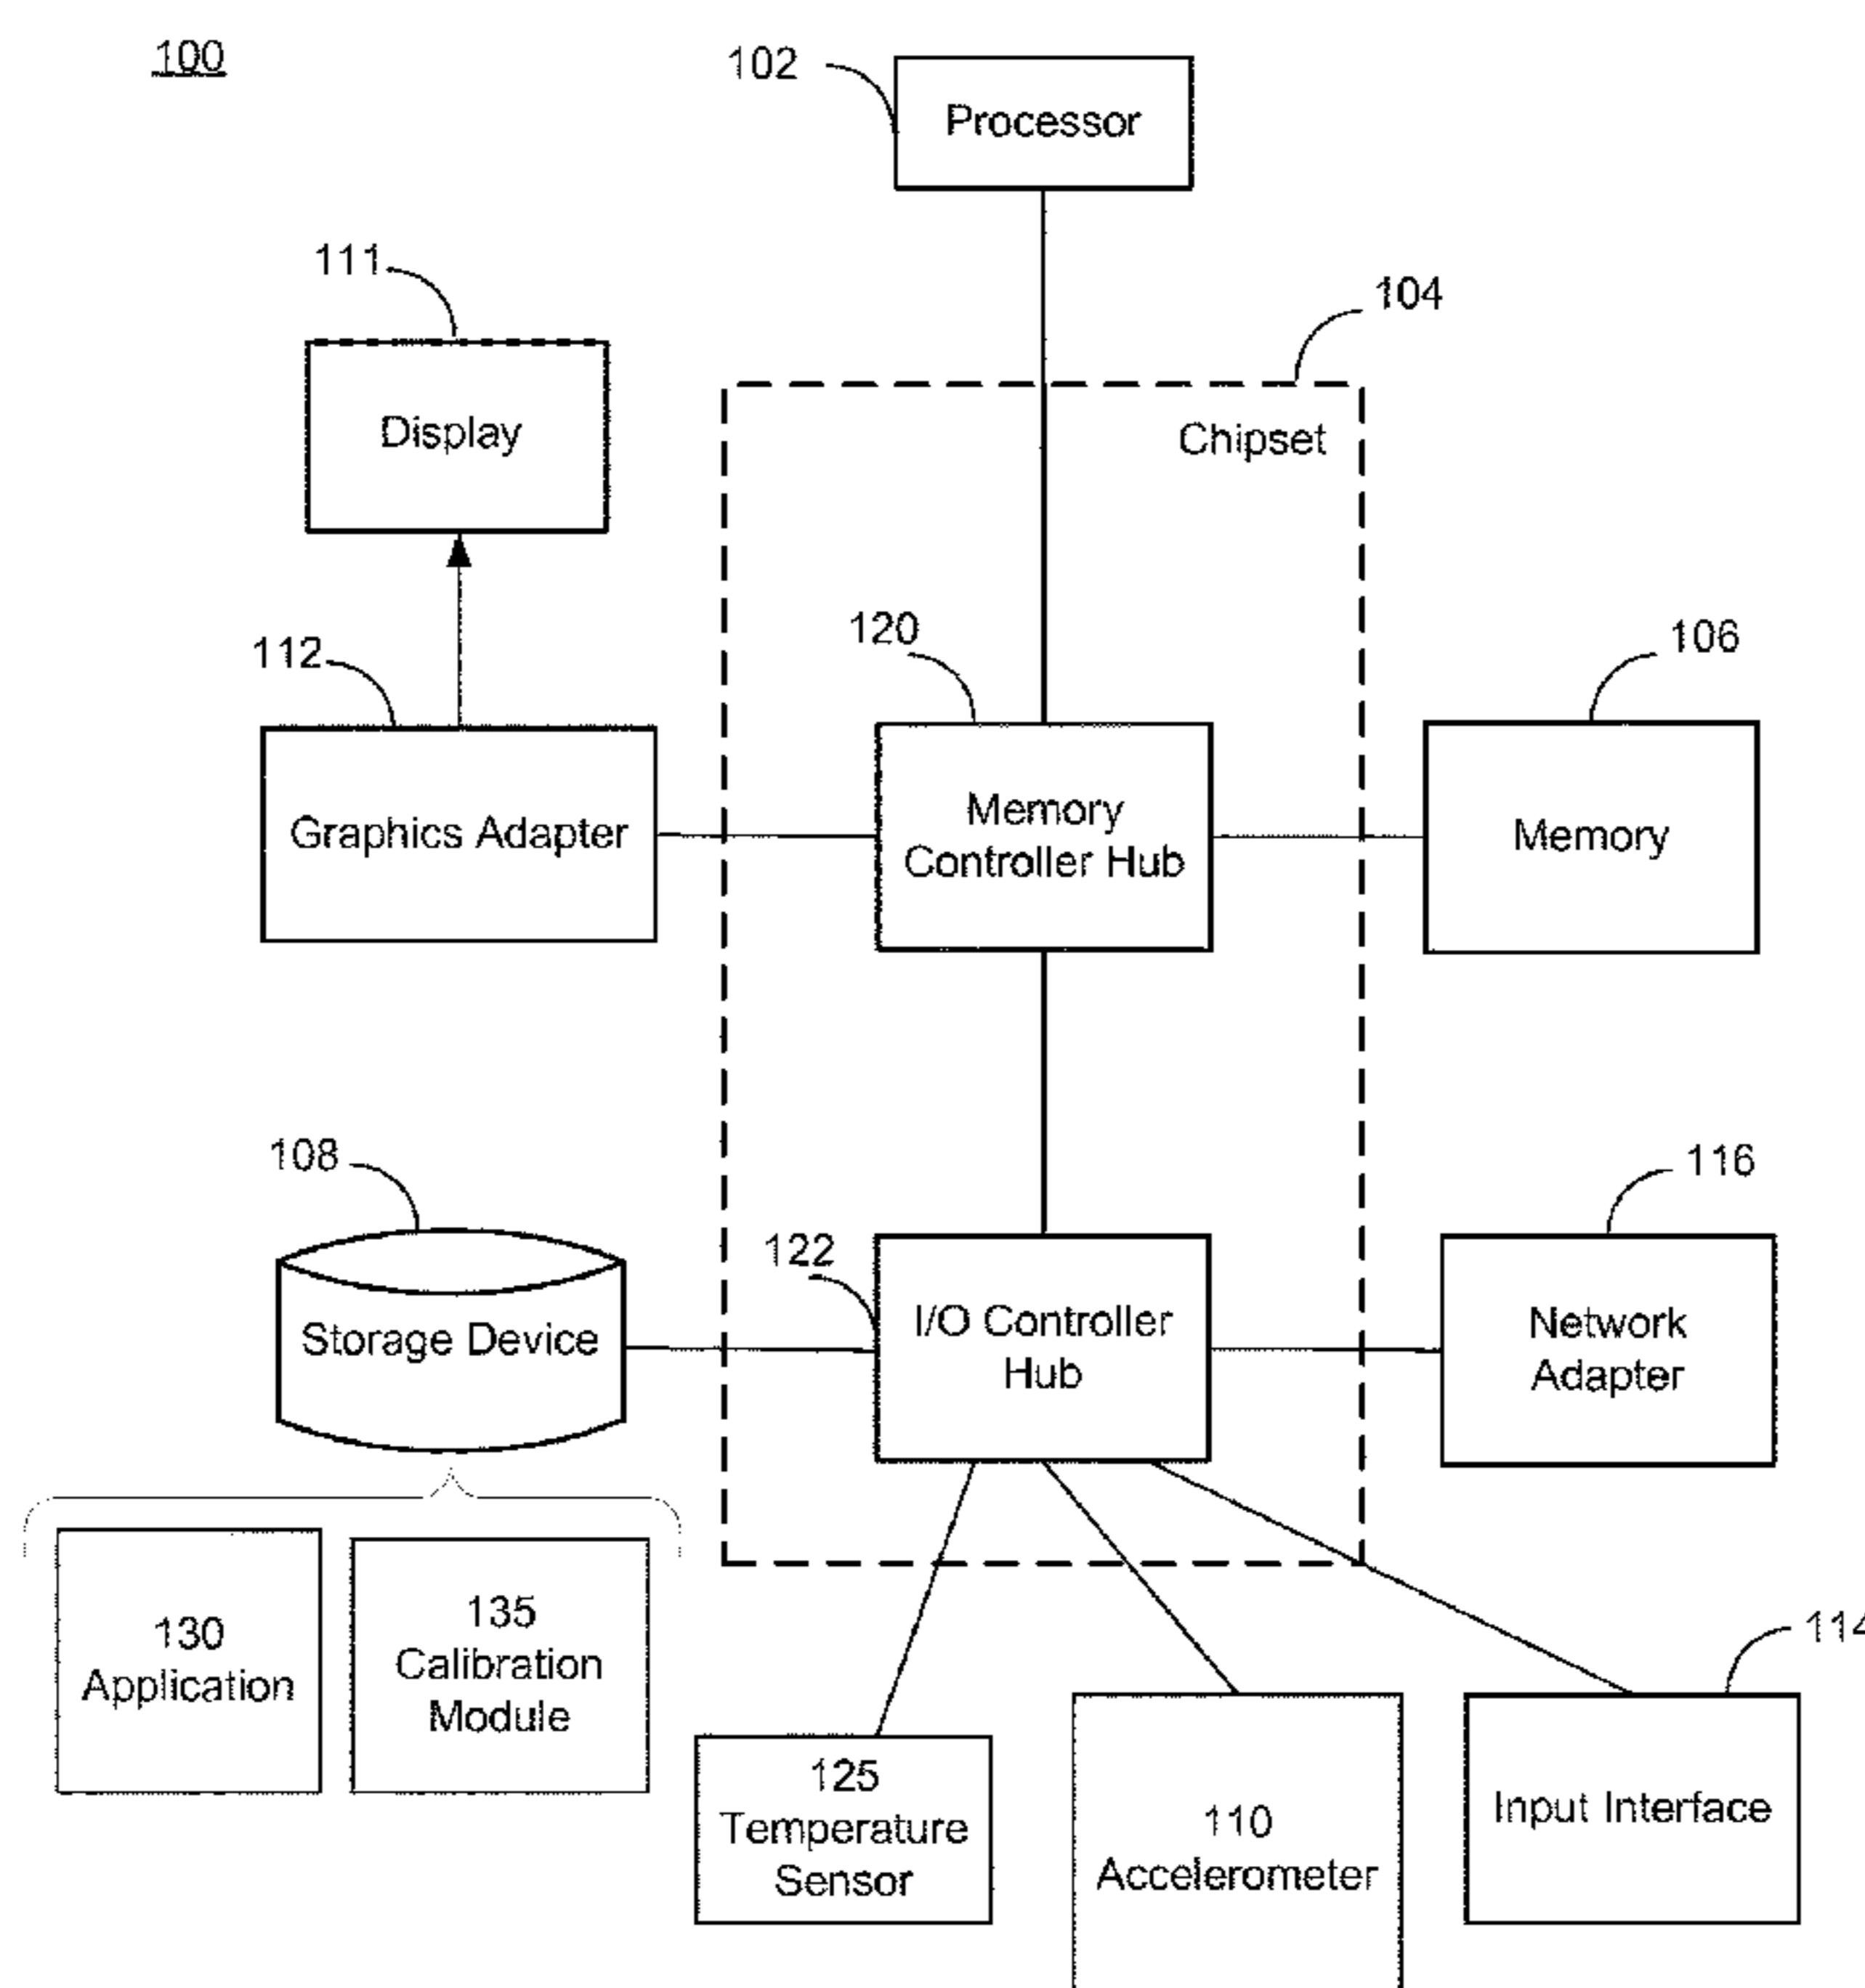 100
102
Processor
111
104
Display
Chipset
112
120
106
Graphics Adapter
Memory
Controller Hub
Memory
108
122
116
Storage Device
I/O Controller
Hub
Network
Adapter
130
Application
135
Calibration
Module
125
Temperature
Sensor
110
Accelerometer
114
Input Interface